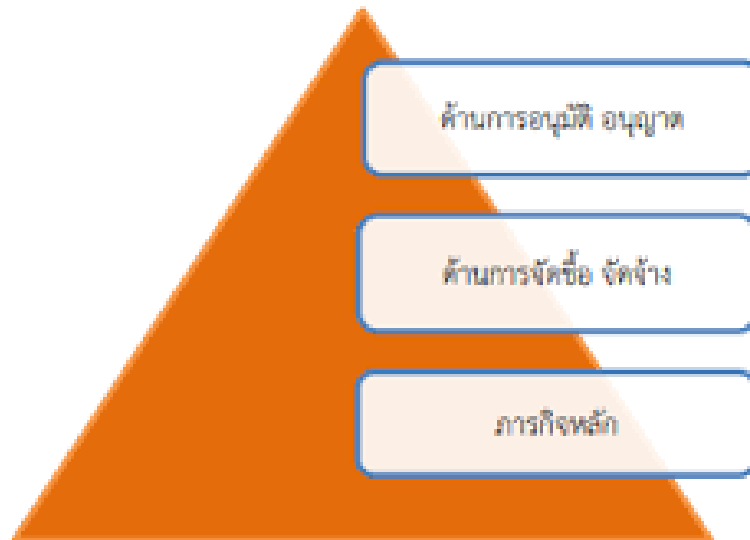 ด้านการอนุมัติ อนุญาต
ด้านการจัดซื้อ จัดจ้าง
ภารกิจหลัก